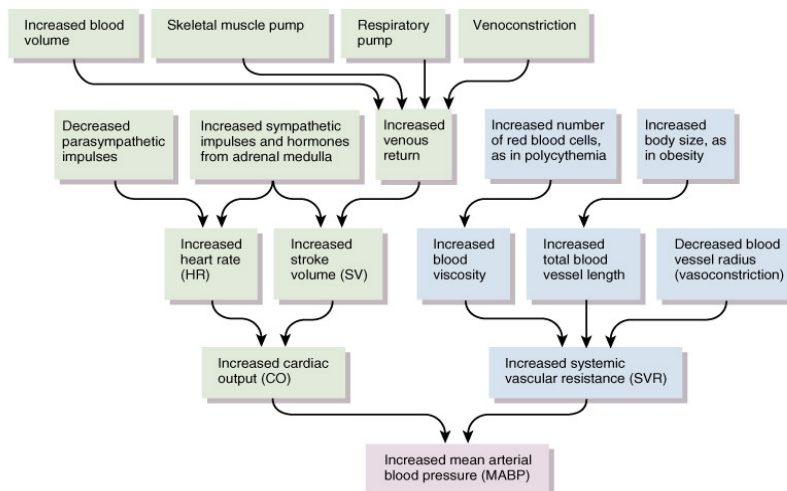 Increased blood
volume
Skeletal muscle pump
Respiratory
pump
Venoconstriction
Decreased
parasympathetic
impulses
Increased sympathetic
impulses and hormones
from adrenal medulla
Increased
venous
return
Increased number
of red blood cells,
as in polycythemia
Increased
body size, as
in obesity
Increased
heart rate
(HR)
Increased
stroke
volume (SV)
Increased
blood
viscosity
Increased
total blood
vessel length
Decreased blood
vessel radius
(vasoconstriction)
Increased cardiac
output (CO)
Increased systemic
vascular resistance (SVR)
Increased mean arterial
blood pressure (MABP)